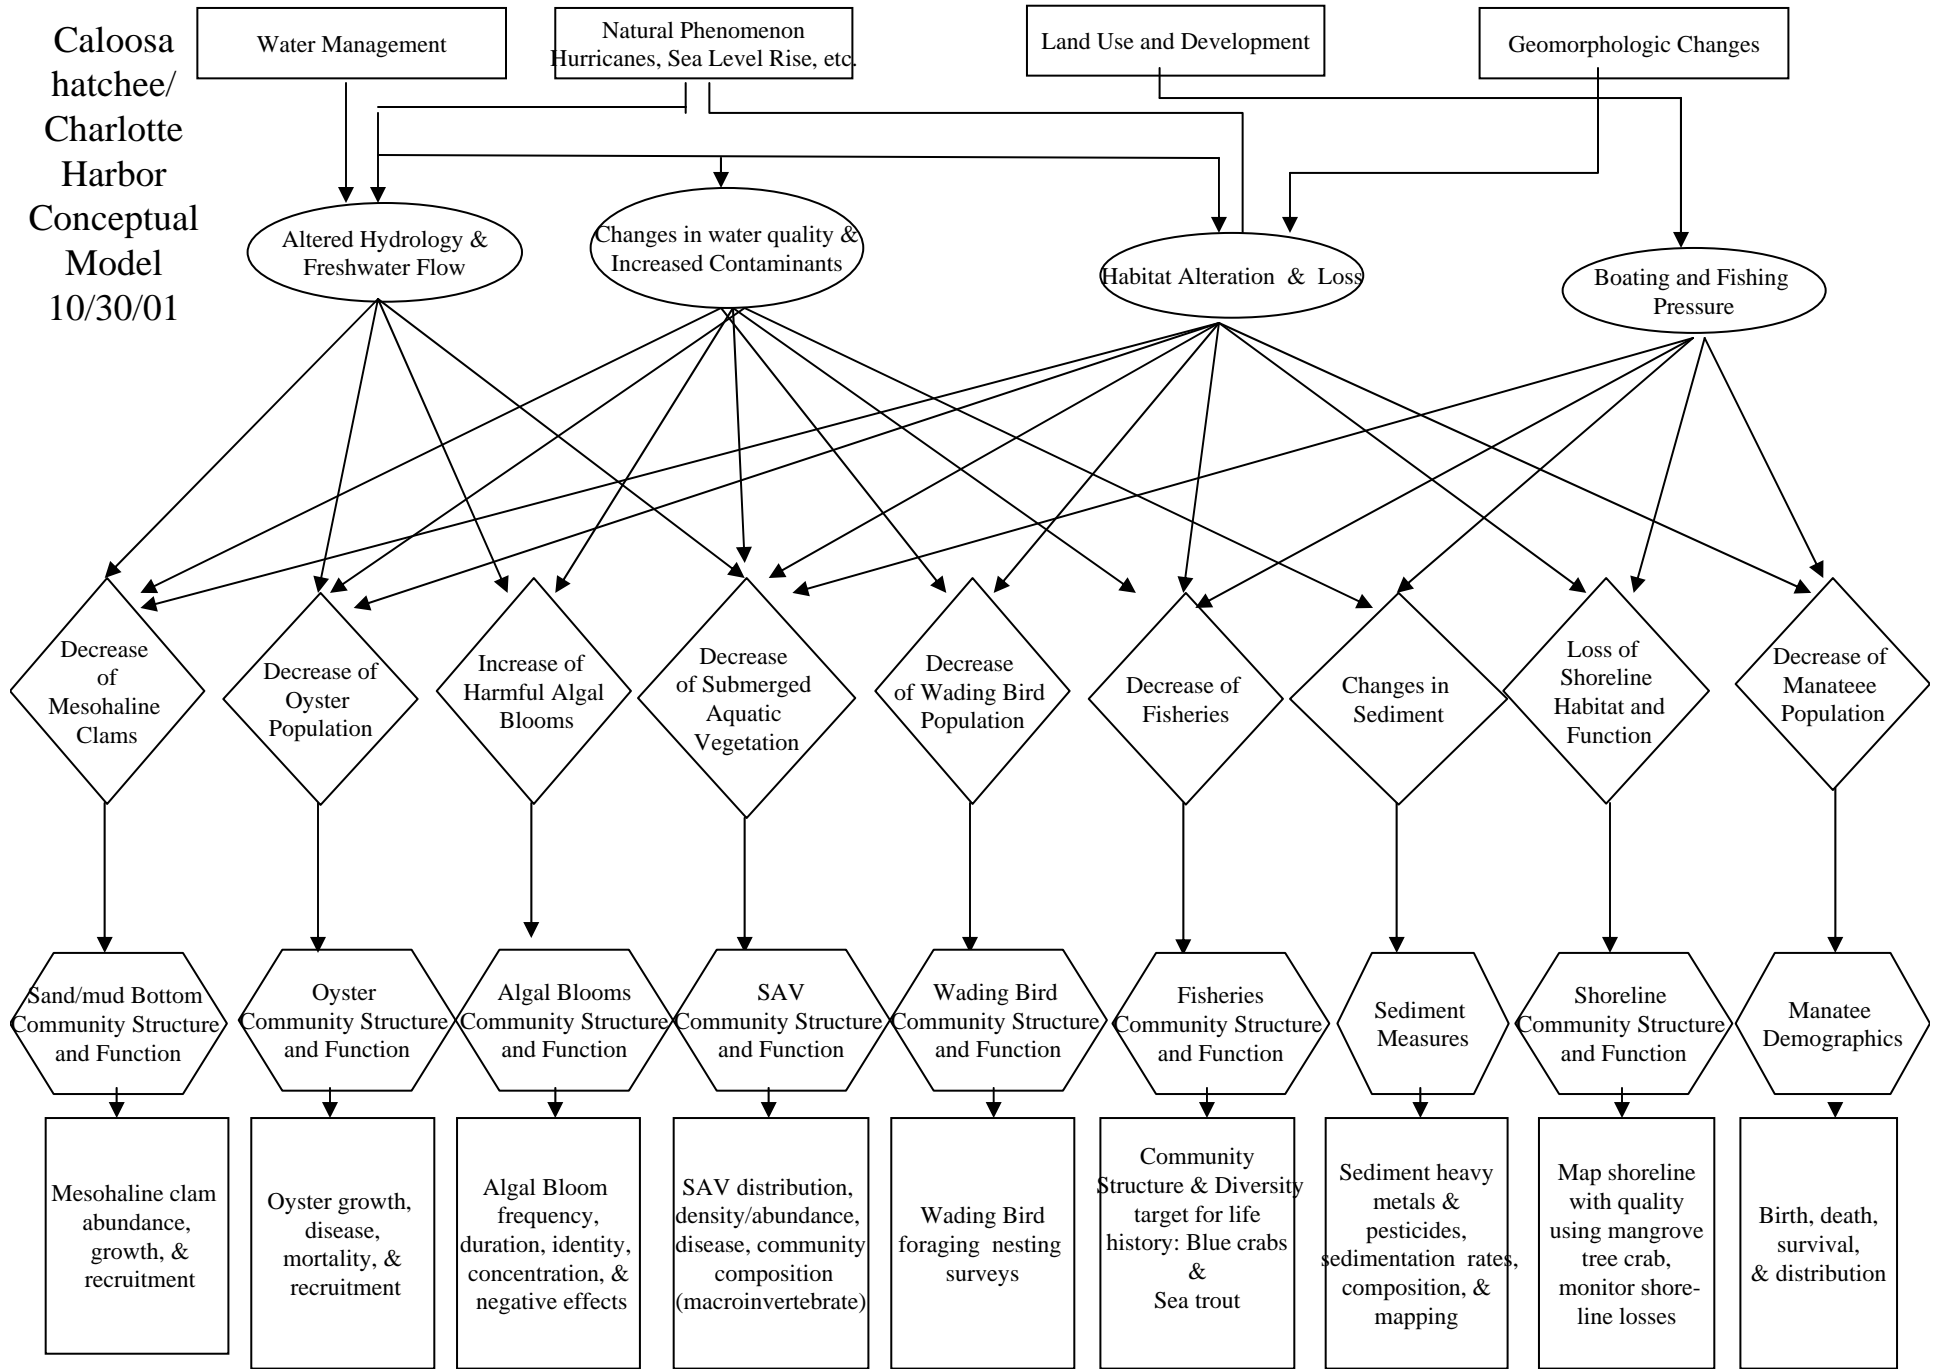 Caloosa
hatchee/
Charlotte
Harbor
Conceptual
Model
10/30/01
Water Management
Natural Phenomenon
Hurricanes, Sea Level Rise, etc.
Land Use and Development
Geomorphologic Changes
Altered Hydrology &
Freshwater Flow
Changes in water quality &
Increased Contaminants
Habitat Alteration & Loss
Boating and Fishing
Pressure
Decrease
of
Mesohaline
Clams
Decrease of
Oyster
Population
Increase of
Harmful Algal
Blooms
Decrease
of Submerged
Aquatic
Vegetation
Decrease
of Wading Bird
Population
Decrease of
Fisheries
Changes in
Sediment
Loss of
Shoreline
Habitat and
Function
Decrease of
Manateee
Population
Sand/mud Bottom
Community Structure
and Function
Oyster
Community Structure
and Function
Algal Blooms
Community Structure
and Function
SAV
Community Structure
and Function
Wading Bird
Community Structure
and Function
Fisheries
Community Structure
and Function
Sediment
Measures
Shoreline
Community Structure
and Function
Manatee
Demographics
Mesohaline clam
abundance,
growth, &
recruitment
Oyster growth,
disease,
mortality, &
recruitment
Algal Bloom
frequency,
duration, identity,
concentration, &
negative effects
SAV distribution,
density/abundance,
disease, community
composition
(macroinvertebrate)
Wading Bird
foraging nesting
surveys
Community
Structure & Diversity
target for life
history: Blue crabs
&
Sea trout
Sediment heavy
metals &
pesticides,
sedimentation rates,
composition, &
mapping
Map shoreline
with quality
using mangrove
tree crab,
monitor shore-
line losses
Birth, death,
survival,
& distribution